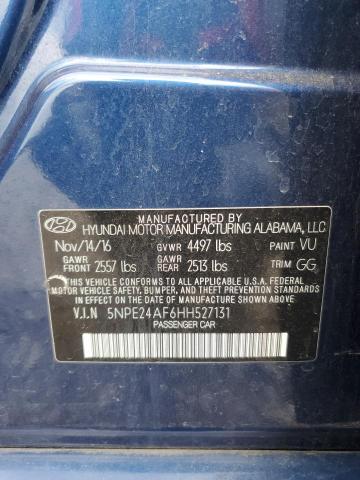 MANUFACTURED BY
HYUNDAI MOTOR MANUFACTURING ALABAMA, LLC
Nov/14/16 GVWR 4497 lbs PAINT VU
GAWR FRONT 2557 lbs GAWR REAR 2513 lbs TRIM GG
THIS VEHICLE CONFORMS TO ALL APPLICABLE U.S.A. FEDERAL
MOTOR VEHICLE SAFETY, BUMPER, AND THEFT PREVENTION
STANDARDS IN EFFECT ON THE DATE OF MANUFACTURE SHOWN ABOVE.
V.I.N 5NPE24AF6HH527131
PASSENGER CAR